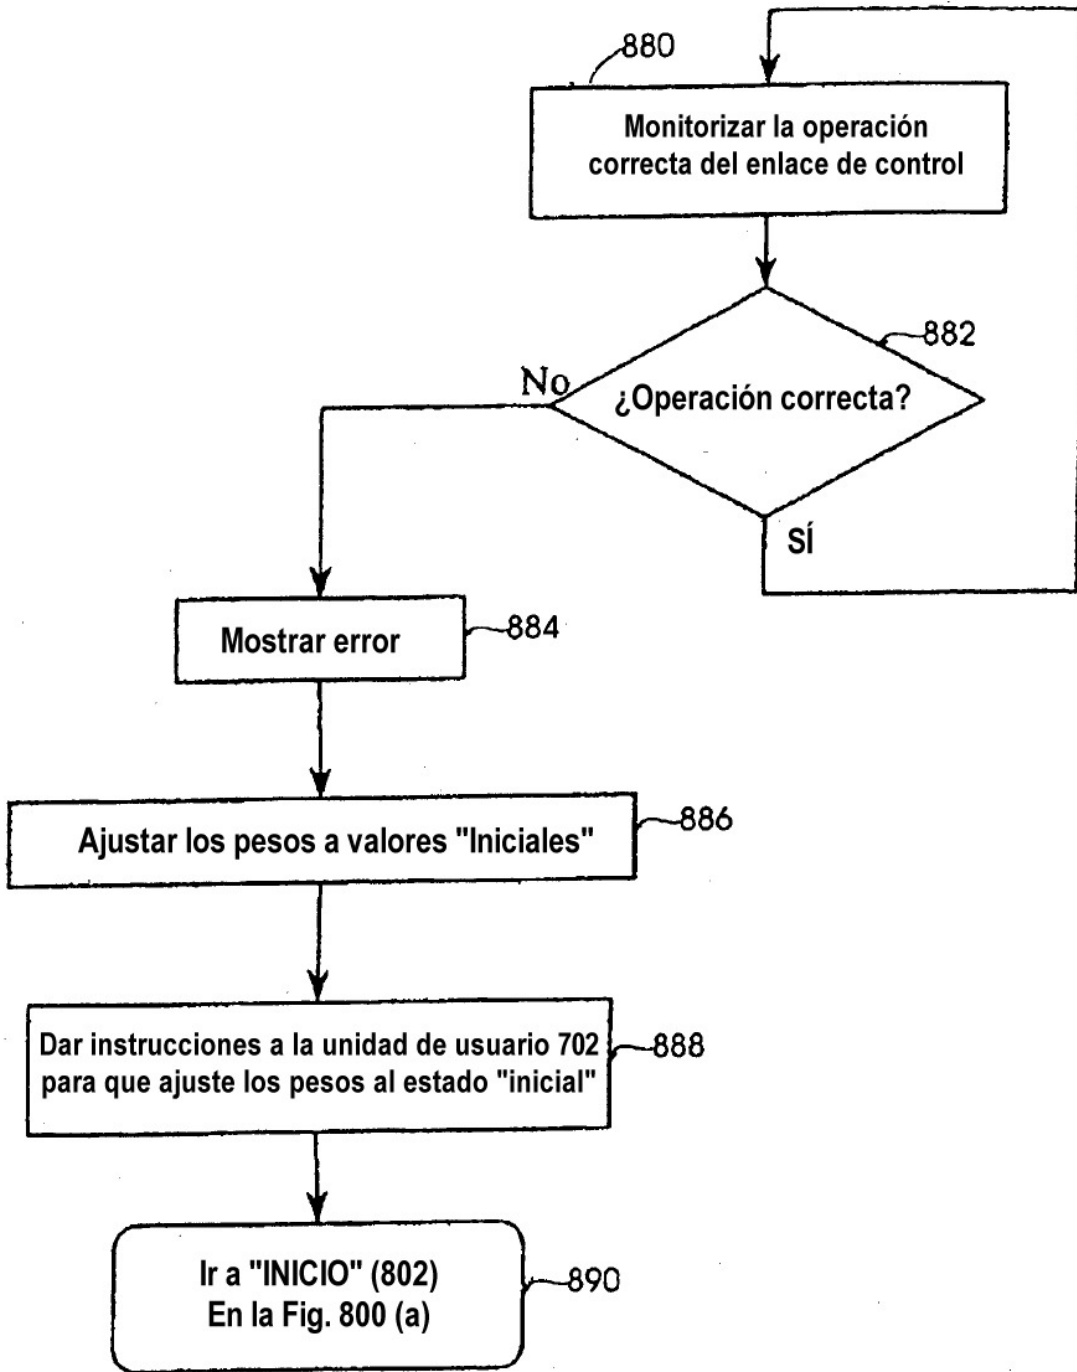 880
Monitorizar la operación
correcta del enlace de control
882
No
¿Operación correcta?
SÍ
Mostrar error
884
Ajustar los pesos a valores "Iniciales"
886
Dar instrucciones a la unidad de usuario 702
para que ajuste los pesos al estado "inicial"
888
Ir a "INICIO" (802)
En la Fig. 800 (a)
890